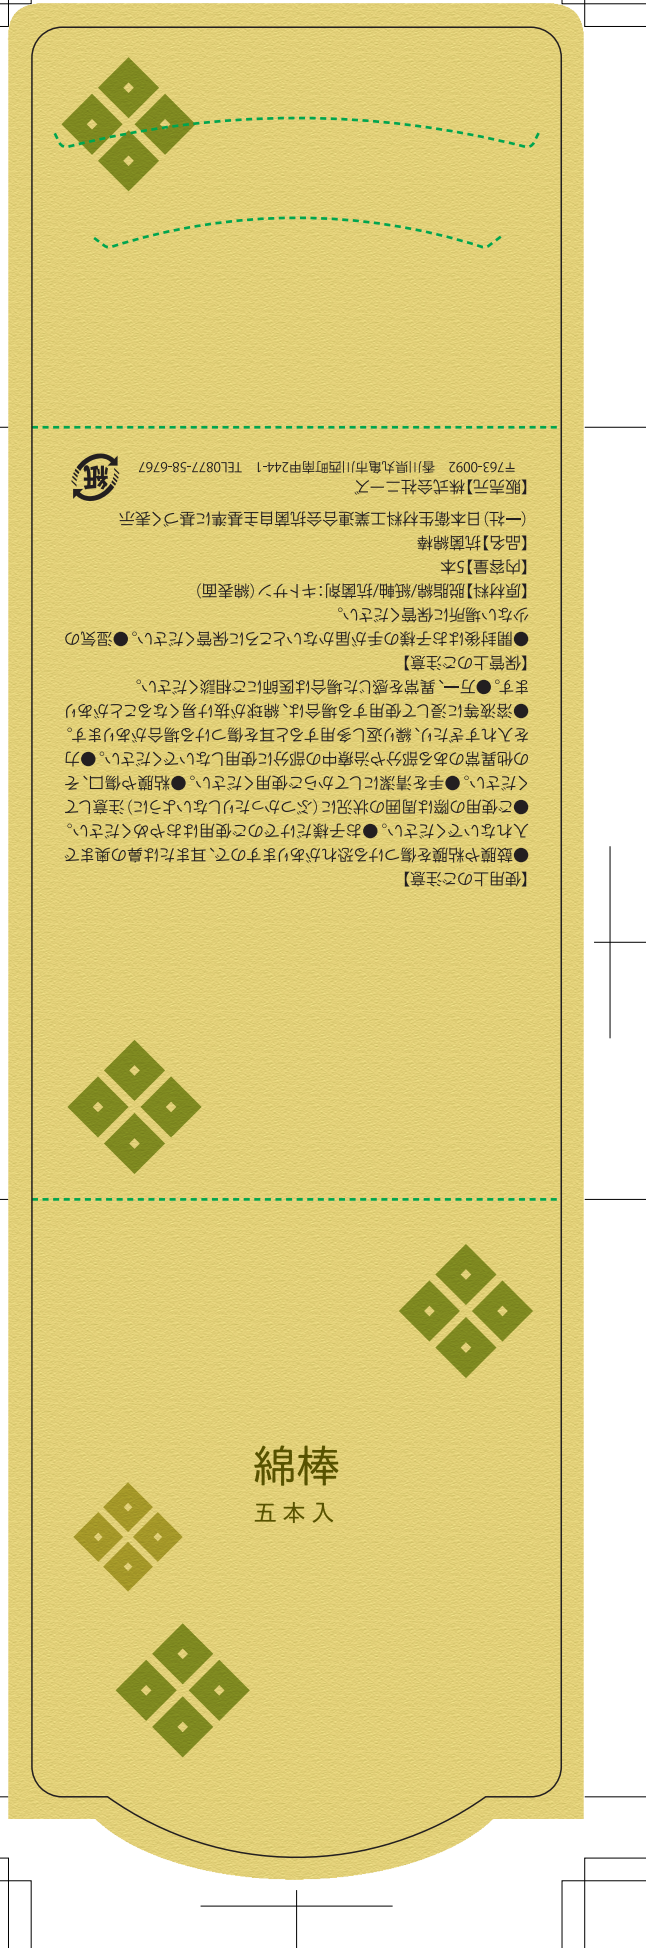 【使用上のご注意】
●鼓膜や粘膜を傷つける恐れがありますので、耳または鼻の奥まで
入れないでください。●お子様だけでのご使用はおやめください。
●ご使用の際は周囲の状況に（ぶつかったりしないように）注意して
ください。●手を清潔にしてからご使用ください。●粘膜や傷口、そ
の他異常のある部分や治療中の部分に使用しないでください。●力
を入れすぎたり、繰り返し多用すると耳を傷つける場合があります。
●溶液等に浸して使用する場合は、綿球が抜け易くなることがあり
ます。●万一、異常を感じた場合は医師にご相談ください。
【保管上のご注意】
●開封後はお子様の手が届かないところに保管ください。●湿気の
少ない場所に保管ください。
【原材料】脱脂綿/紙軸/抗菌剤：キトサン（綿表面）
【内容量】5本
【品名】抗菌綿棒
（一社）日本衛生材料工業連合会抗菌自主基準に基づく表示
【販売元】株式会社ニーズ
〒763-0092 香川県丸亀市川西町南甲244-1 TEL0877-58-6767
紙
綿棒
五本入